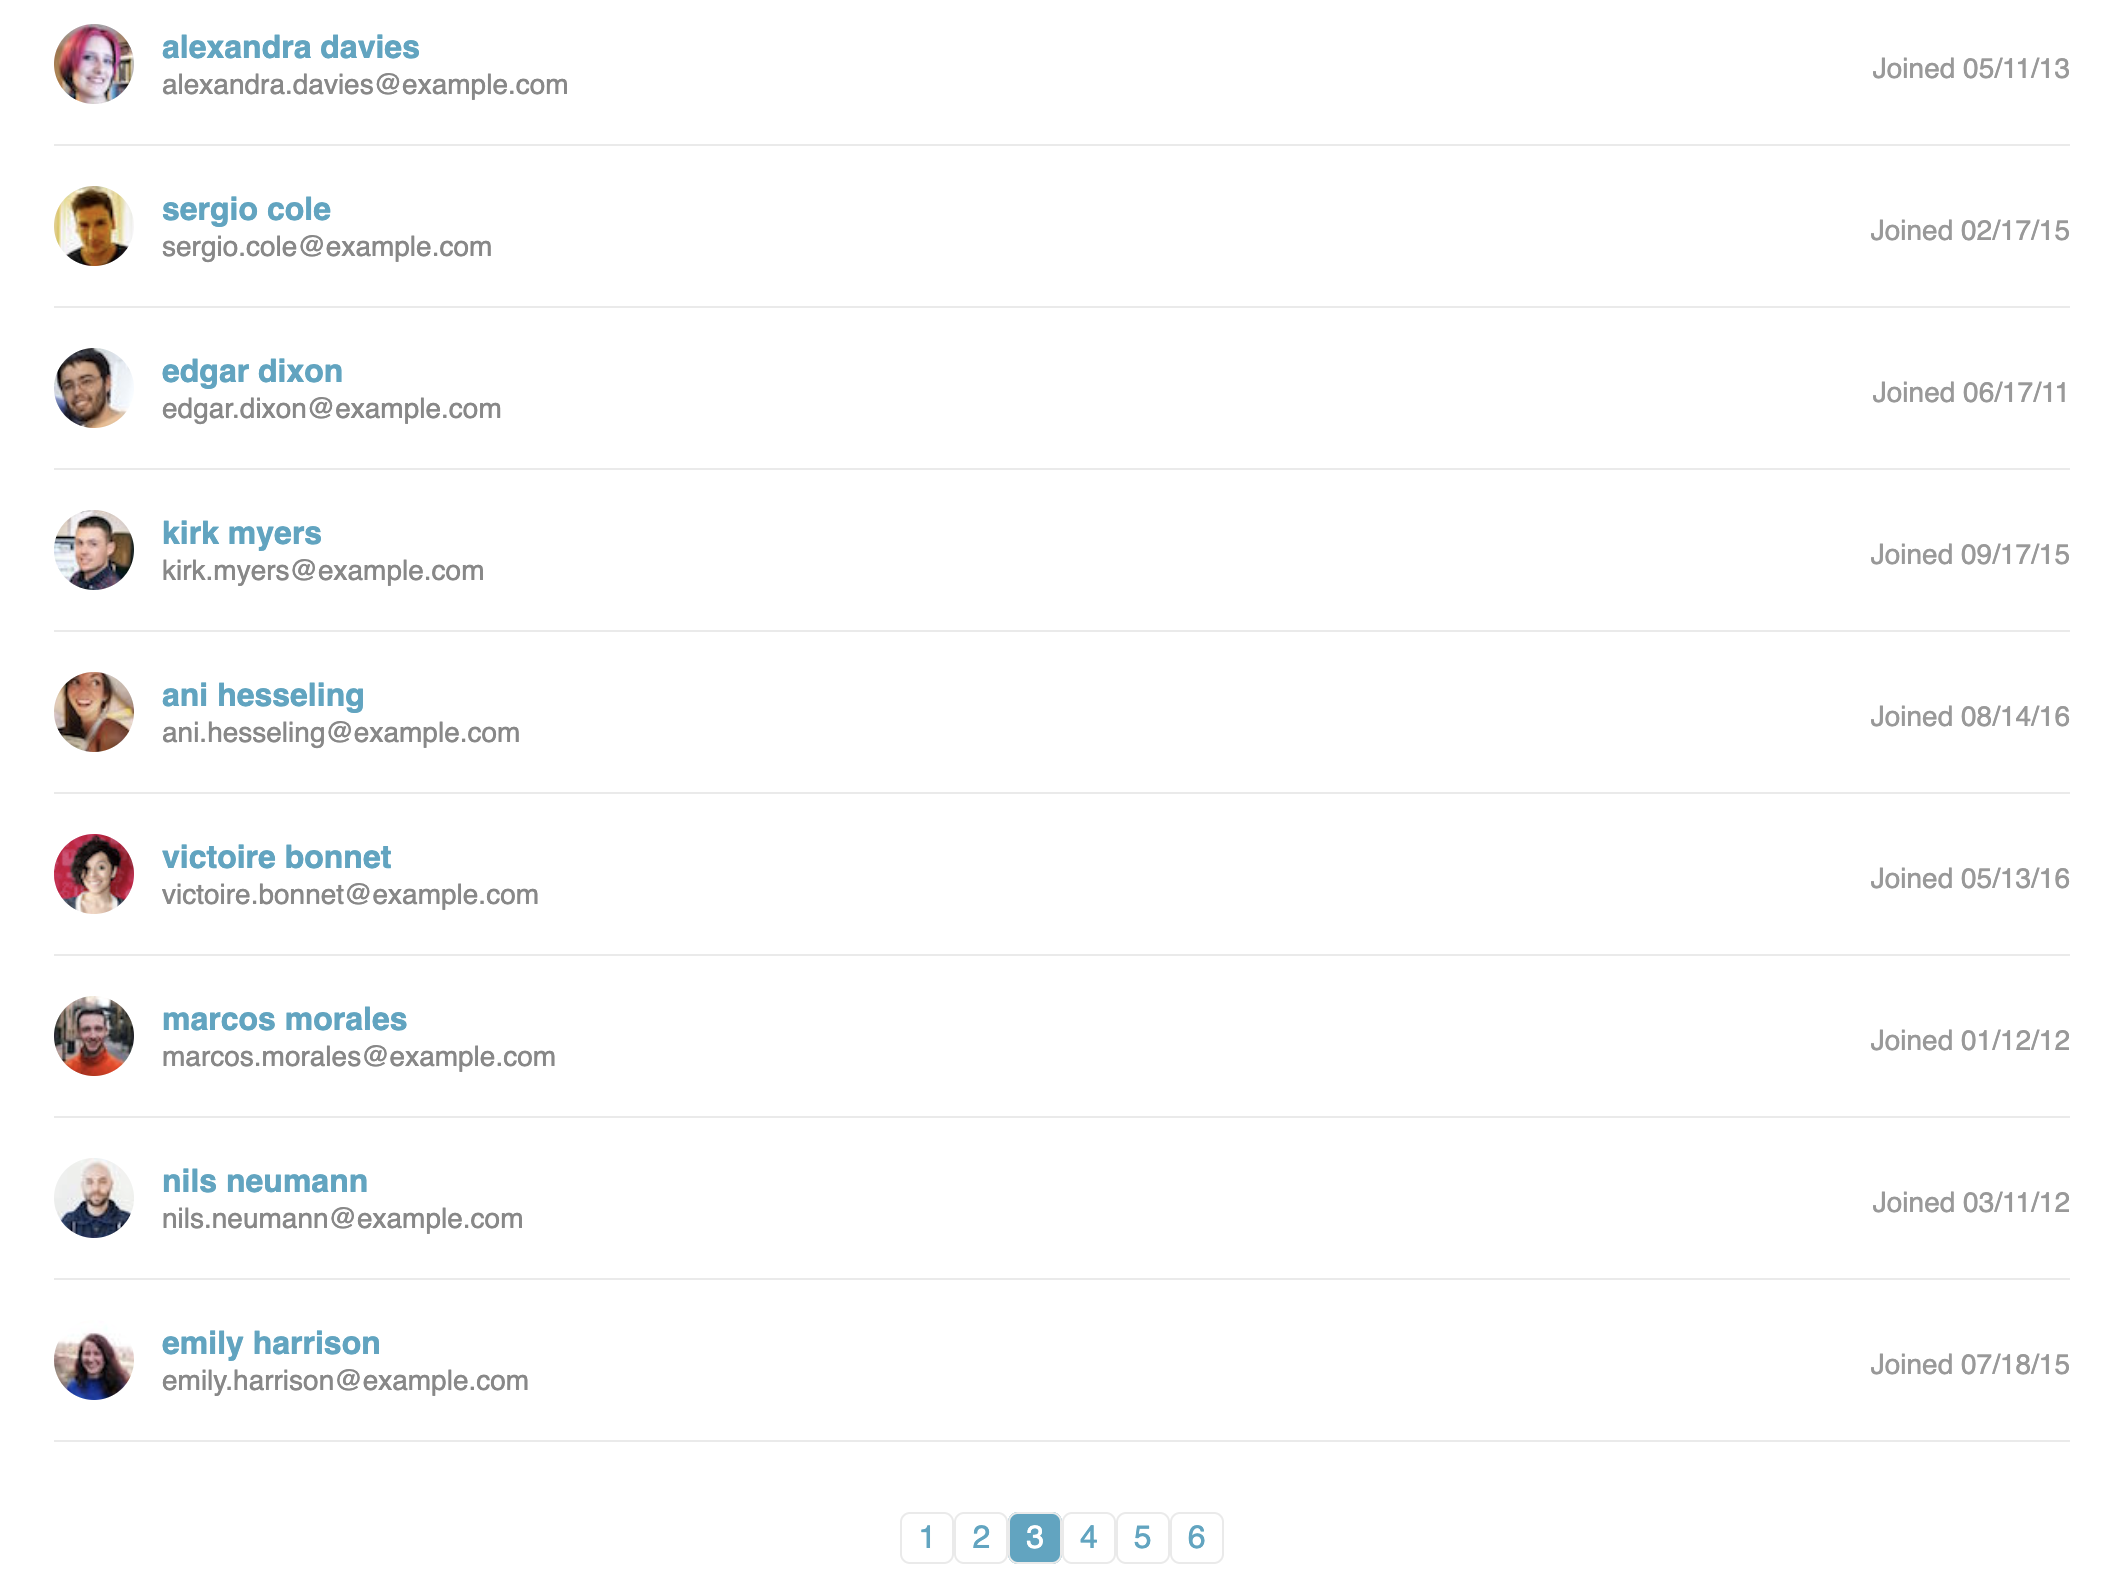 alexandra davies
alexandra.davies@example.com
Joined 05/11/13
sergio cole
sergio.cole@example.com
Joined 02/17/15
edgar dixon
edgar.dixon@example.com
Joined 06/17/11
kirk myers
kirk.myers@example.com
Joined 09/17/15
ani hesseling
ani.hesseling@example.com
Joined 08/14/16
victoire bonnet
victoire.bonnet@example.com
Joined 05/13/16
marcos morales
marcos.morales@example.com
Joined 01/12/12
nils neumann
nils.neumann@example.com
Joined 03/11/12
emily harrison
emily.harrison@example.com
Joined 07/18/15
1 2 3 4 5 6